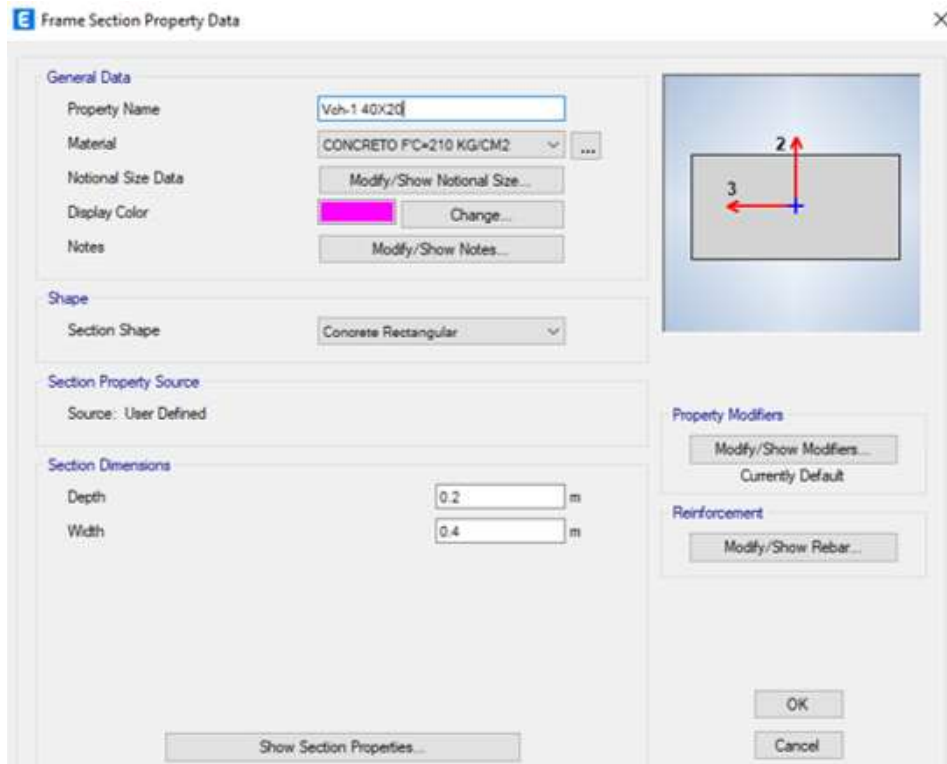 E Frame Section Property Data
General Data
Property Name Vch-1 40X20
Material CONCRETO F'C=210 KG/CM2 ...
Notional Size Data Modify/Show Notional Size...
Display Color Change...
Notes Modify/Show Notes...
2
3
Shape
Section Shape Concrete Rectangular
Section Property Source
Source: User Defined
Property Modifiers
Modify/Show Modifiers...
Currently Default
Section Dimensions
Depth 0.2 m
Width 0.4 m
Reinforcement
Modify/Show Rebar...
OK
Show Section Properties...
Cancel